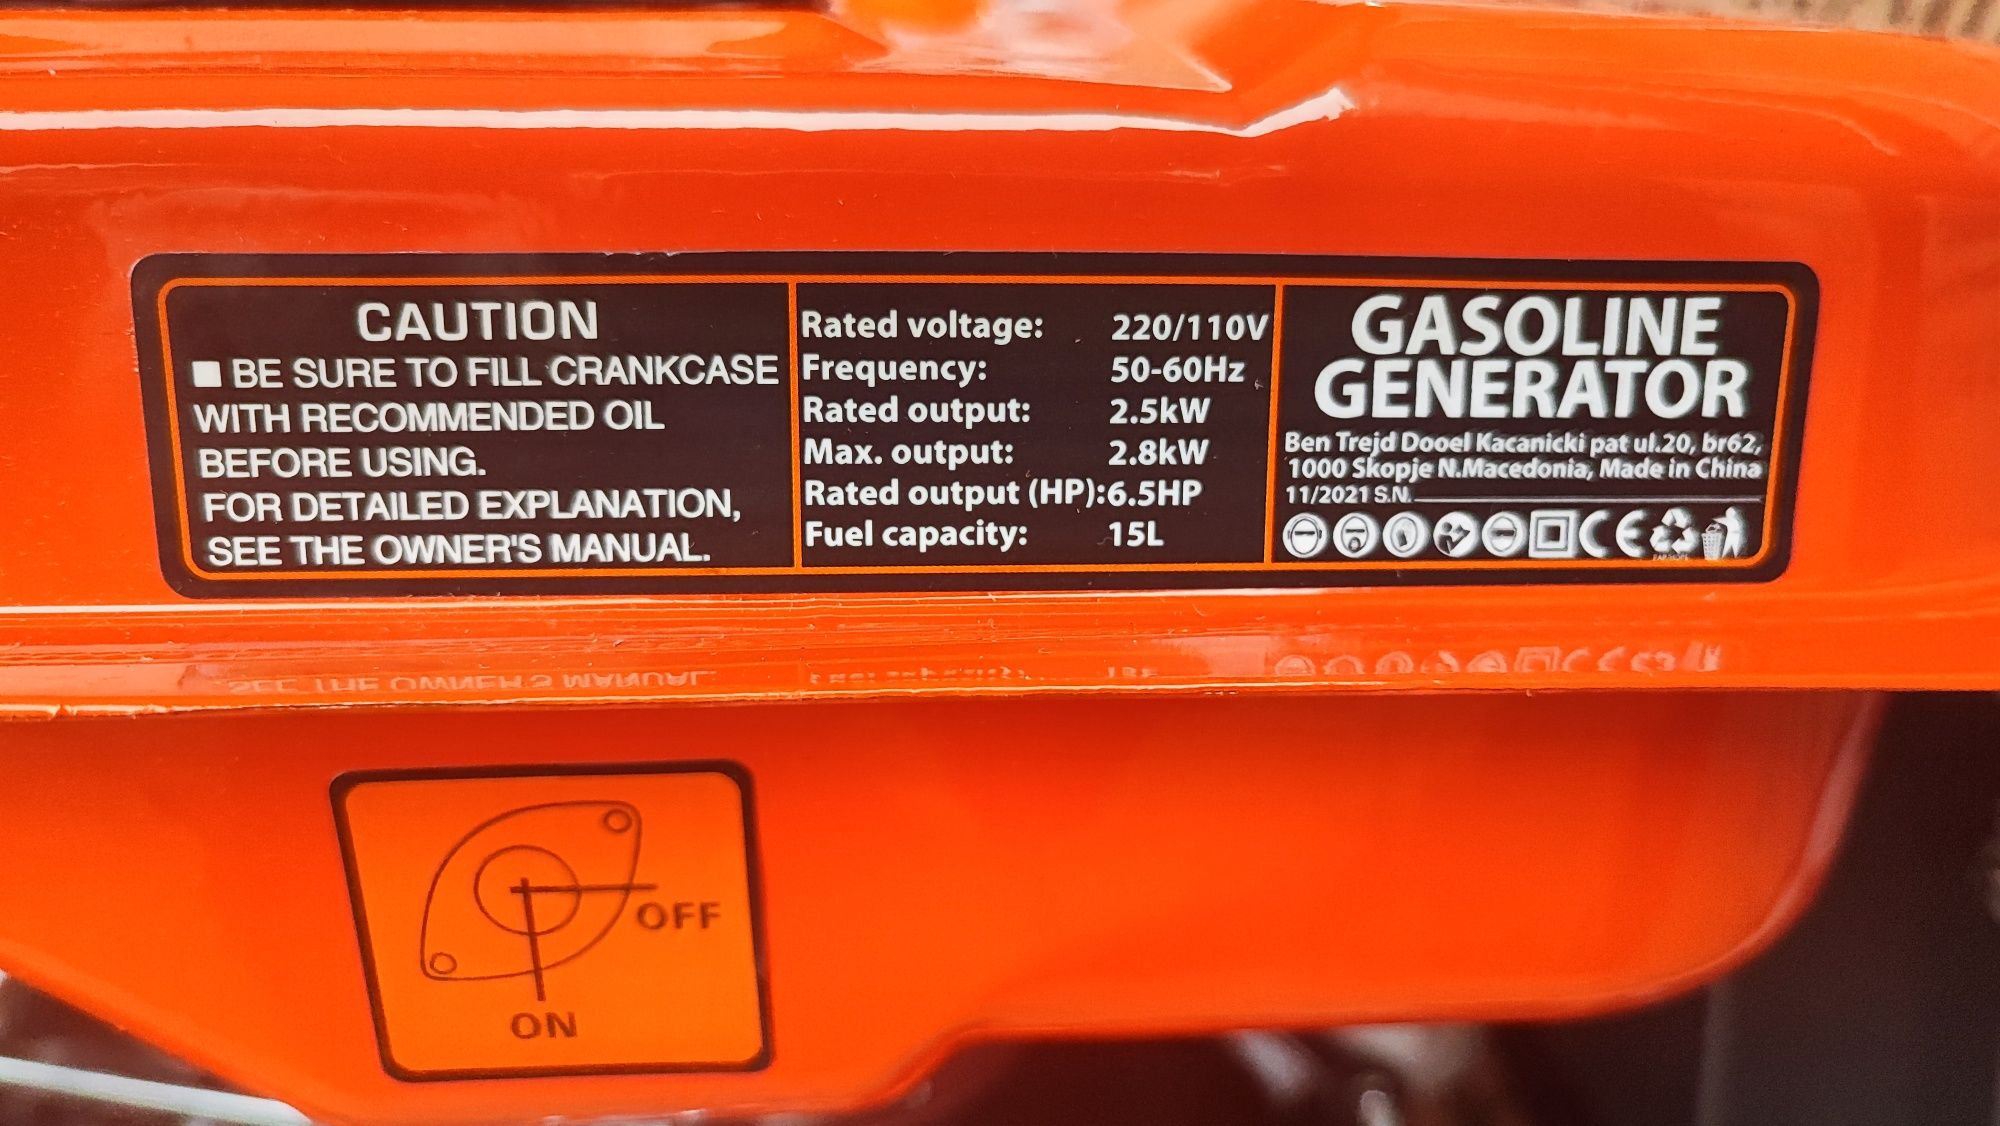 CAUTION
■ BE SURE TO FILL CRANKCASE
WITH RECOMMENDED OIL
BEFORE USING.
FOR DETAILED EXPLANATION,
SEE THE OWNER'S MANUAL.
Rated voltage: 220/110V
Frequency: 50-60Hz
Rated output: 2.5kW
Max. output: 2.8kW
Rated output (HP):6.5HP
Fuel capacity: 15L
GASOLINE
GENERATOR
Ben Trejd Dooel Kacanicki pat ul.20, br62,
1000 Skopje N.Macedonia, Made in China
11/2021 S.N.
CE
OFF
ON